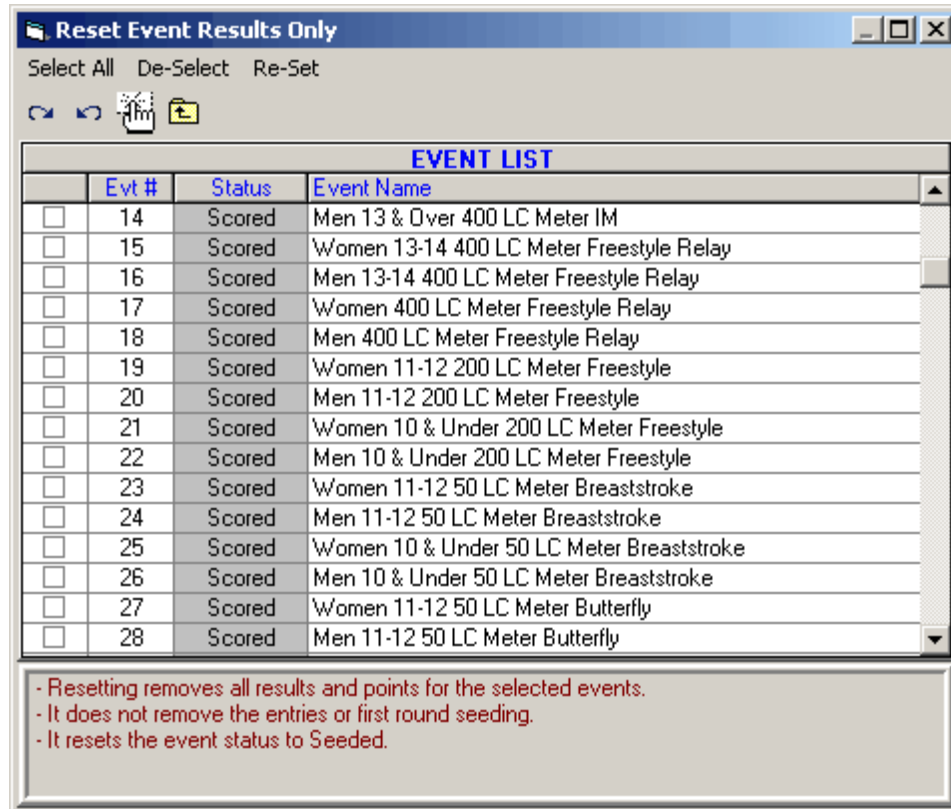 Reset Event Results Only
Select All De-Select Re-Set
EVENT LIST
Evt # Status Event Name
14 Scored Men 13 & Over 400 LC Meter IM
15 Scored Women 13-14 400 LC Meter Freestyle Relay
16 Scored Men 13-14 400 LC Meter Freestyle Relay
17 Scored Women 400 LC Meter Freestyle Relay
18 Scored Men 400 LC Meter Freestyle Relay
19 Scored Women 11-12 200 LC Meter Freestyle
20 Scored Men 11-12 200 LC Meter Freestyle
21 Scored Women 10 & Under 200 LC Meter Freestyle
22 Scored Men 10 & Under 200 LC Meter Freestyle
23 Scored Women 11-12 50 LC Meter Breaststroke
24 Scored Men 11-12 50 LC Meter Breaststroke
25 Scored Women 10 & Under 50 LC Meter Breaststroke
26 Scored Men 10 & Under 50 LC Meter Breaststroke
27 Scored Women 11-12 50 LC Meter Butterfly
28 Scored Men 11-12 50 LC Meter Butterfly
- Resetting removes all results and points for the selected events.
- It does not remove the entries or first round seeding.
- It resets the event status to Seeded.